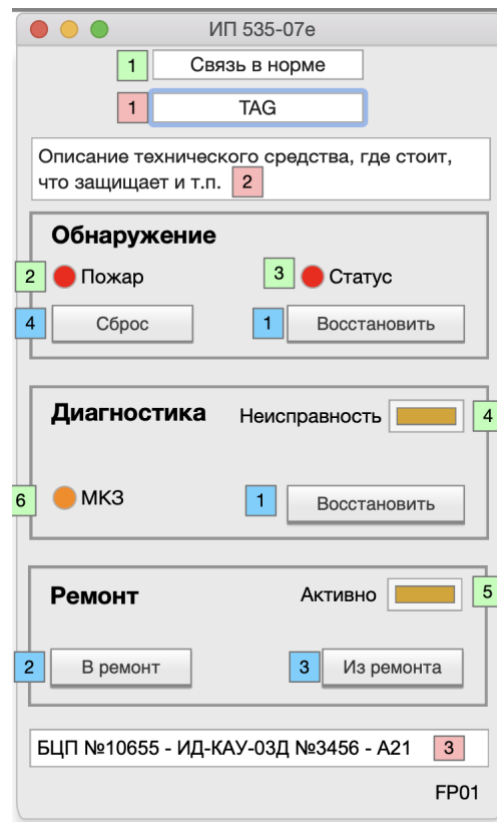 ИП 535-07е
1 Связь в норме
1 TAG
Описание технического средства, где стоит,
что защищает и т.п. 2
Обнаружение
2 Пожар 3 Статус
4 Сброс 1 Восстановить
Диагностика Неисправность 4
6 МКЗ 1 Восстановить
Ремонт Активно 5
2 В ремонт 3 Из ремонта
БЦП №10655 - ИД-КАУ-03Д №3456 - А21 3
FP01